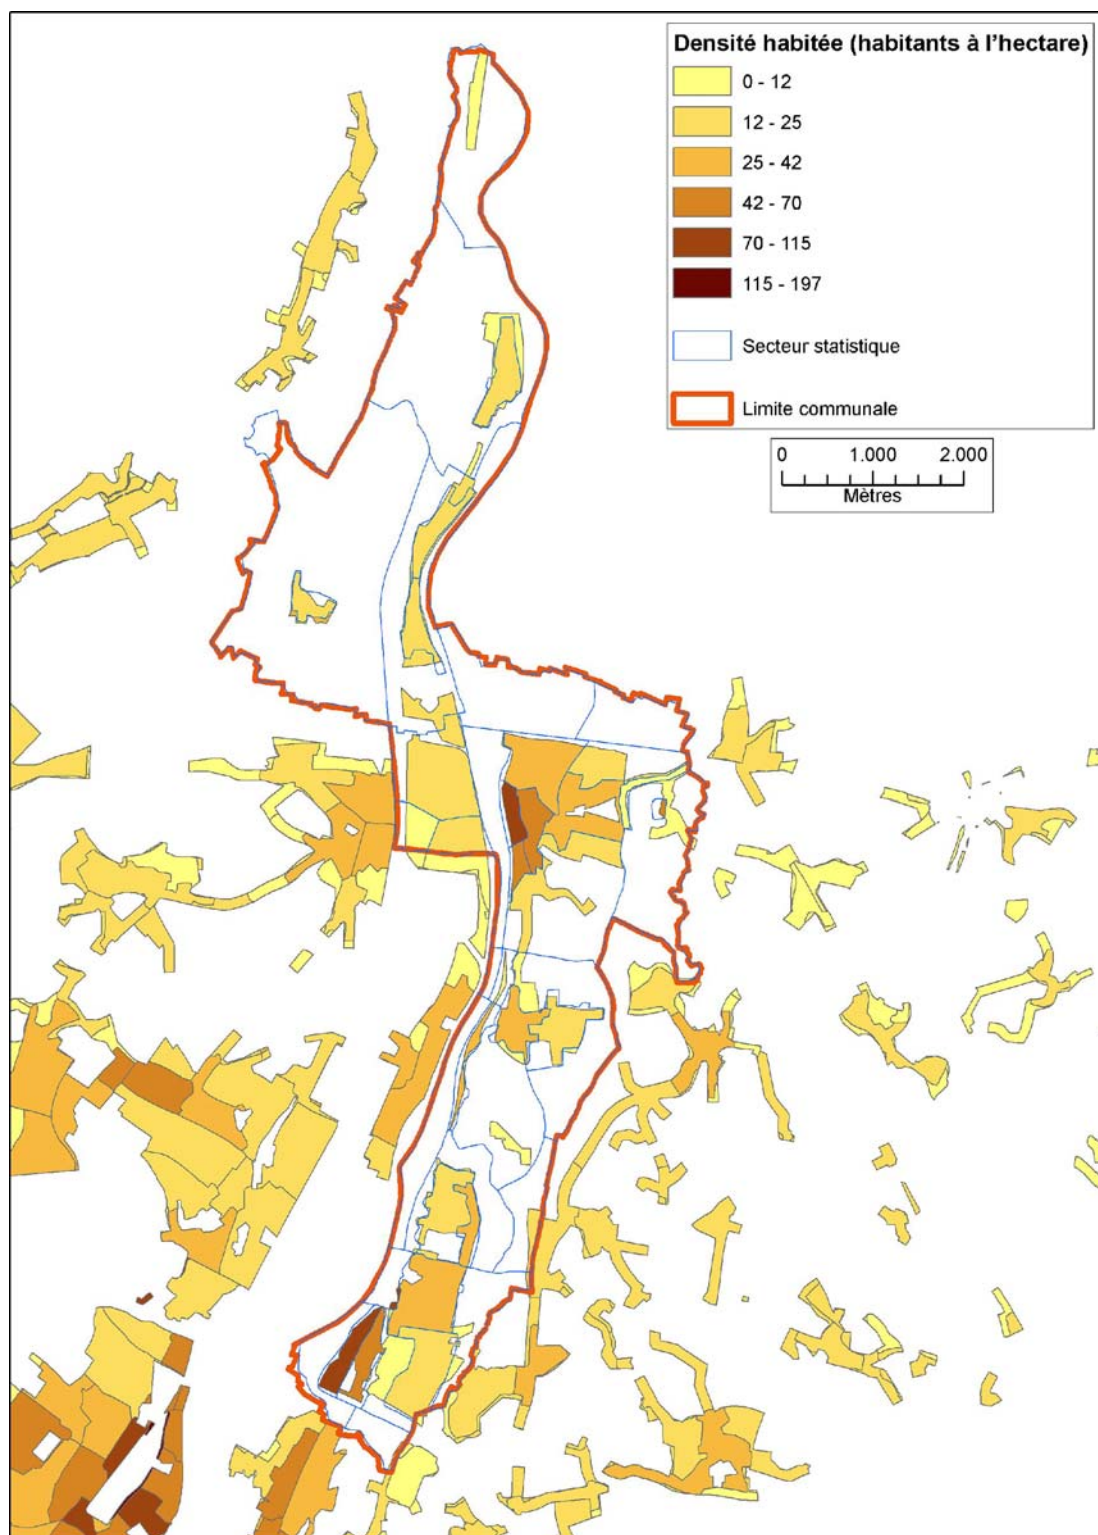 Densité habitée (habitants à l'hectare)
0 - 12
12 - 25
25 - 42
42 - 70
70 - 115
115 - 197
Secteur statistique
Limite communale
0 1.000 2.000
Mètres